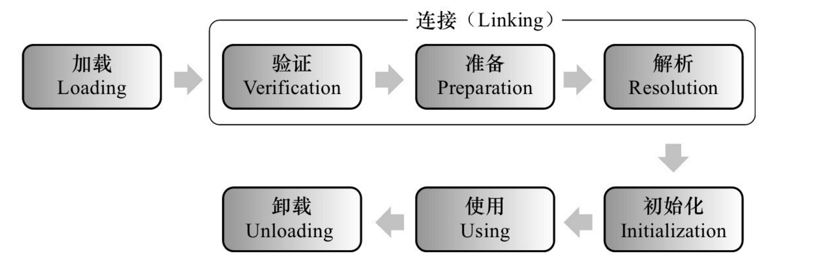 连接（Linking）
加载
Loading
验证
Verification
准备
Preparation
解析
Resolution
初始化
Initialization
使用
Using
卸载
Unloading